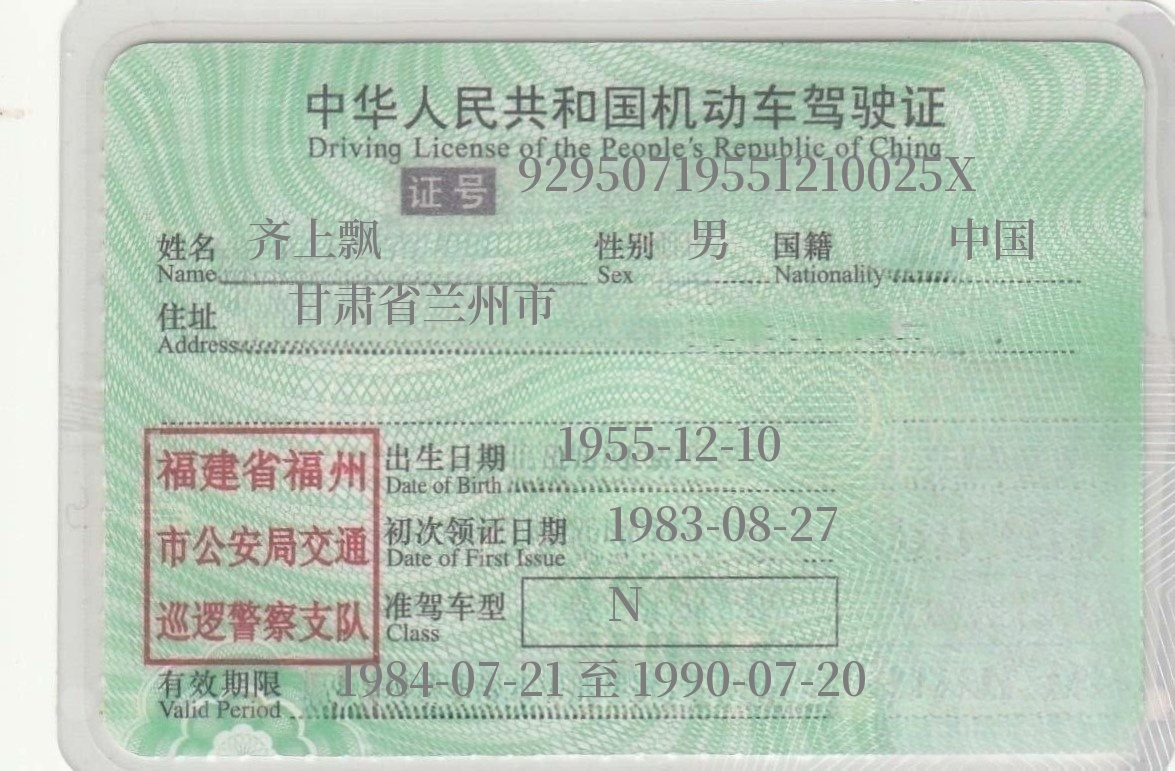 中华人民共和国机动车驾驶证
Driving License of the People's Republic of China
证号 92950719551210025X
姓名 齐上飘 性别 男 国籍 中国
Name Sex Nationality
住址 甘肃省兰州市
Address
福建省福州
市公安局交通
巡逻警察支队
出生日期 1955-12-10
Date of Birth
初次领证日期 1983-08-27
Date of First Issue
准驾车型 N
Class
有效期限 1984-07-21 至 1990-07-20
Valid Period